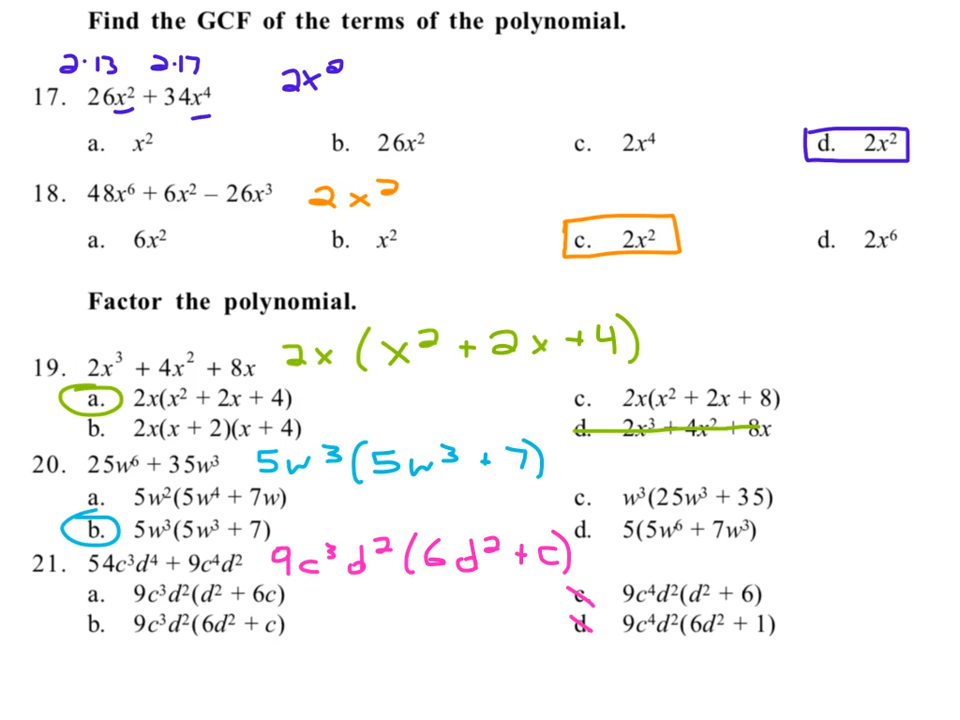 Find the GCF of the terms of the polynomial.
2·13 2·17 2x²
17. 26x² + 34x⁴
a. x² b. 26x² c. 2x⁴ d. 2x²
18. 48x⁶ + 6x² – 26x³ 2x²
a. 6x² b. x² c. 2x² d. 2x⁶
Factor the polynomial.
19. 2x³ + 4x² + 8x 2x (x² + 2x + 4)
a. 2x(x² + 2x + 4) c. 2x(x² + 2x + 8)
b. 2x(x + 2)(x + 4) d. 2x³ + 4x² + 8x
20. 25w⁶ + 35w³ 5w³(5w³ + 7)
a. 5w²(5w⁴ + 7w) c. w³(25w³ + 35)
b. 5w³(5w³ + 7) d. 5(5w⁶ + 7w³)
21. 54c³d⁴ + 9c⁴d² 9c³d²(6d² + c)
a. 9c³d²(d² + 6c) c. 9c⁴d²(d² + 6)
b. 9c³d²(6d² + c) d. 9c⁴d²(6d² + 1)